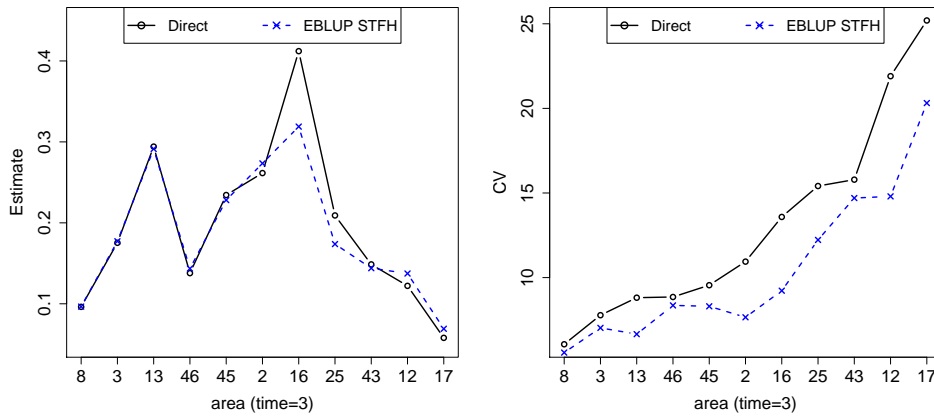 Direct EBLUP STFH
Estimate
0.1 0.2 0.3 0.4
8 3 13 46 45 2 16 25 43 12 17
area (time=3)
Direct EBLUP STFH
CV
10 15 20 25
8 3 13 46 45 2 16 25 43 12 17
area (time=3)